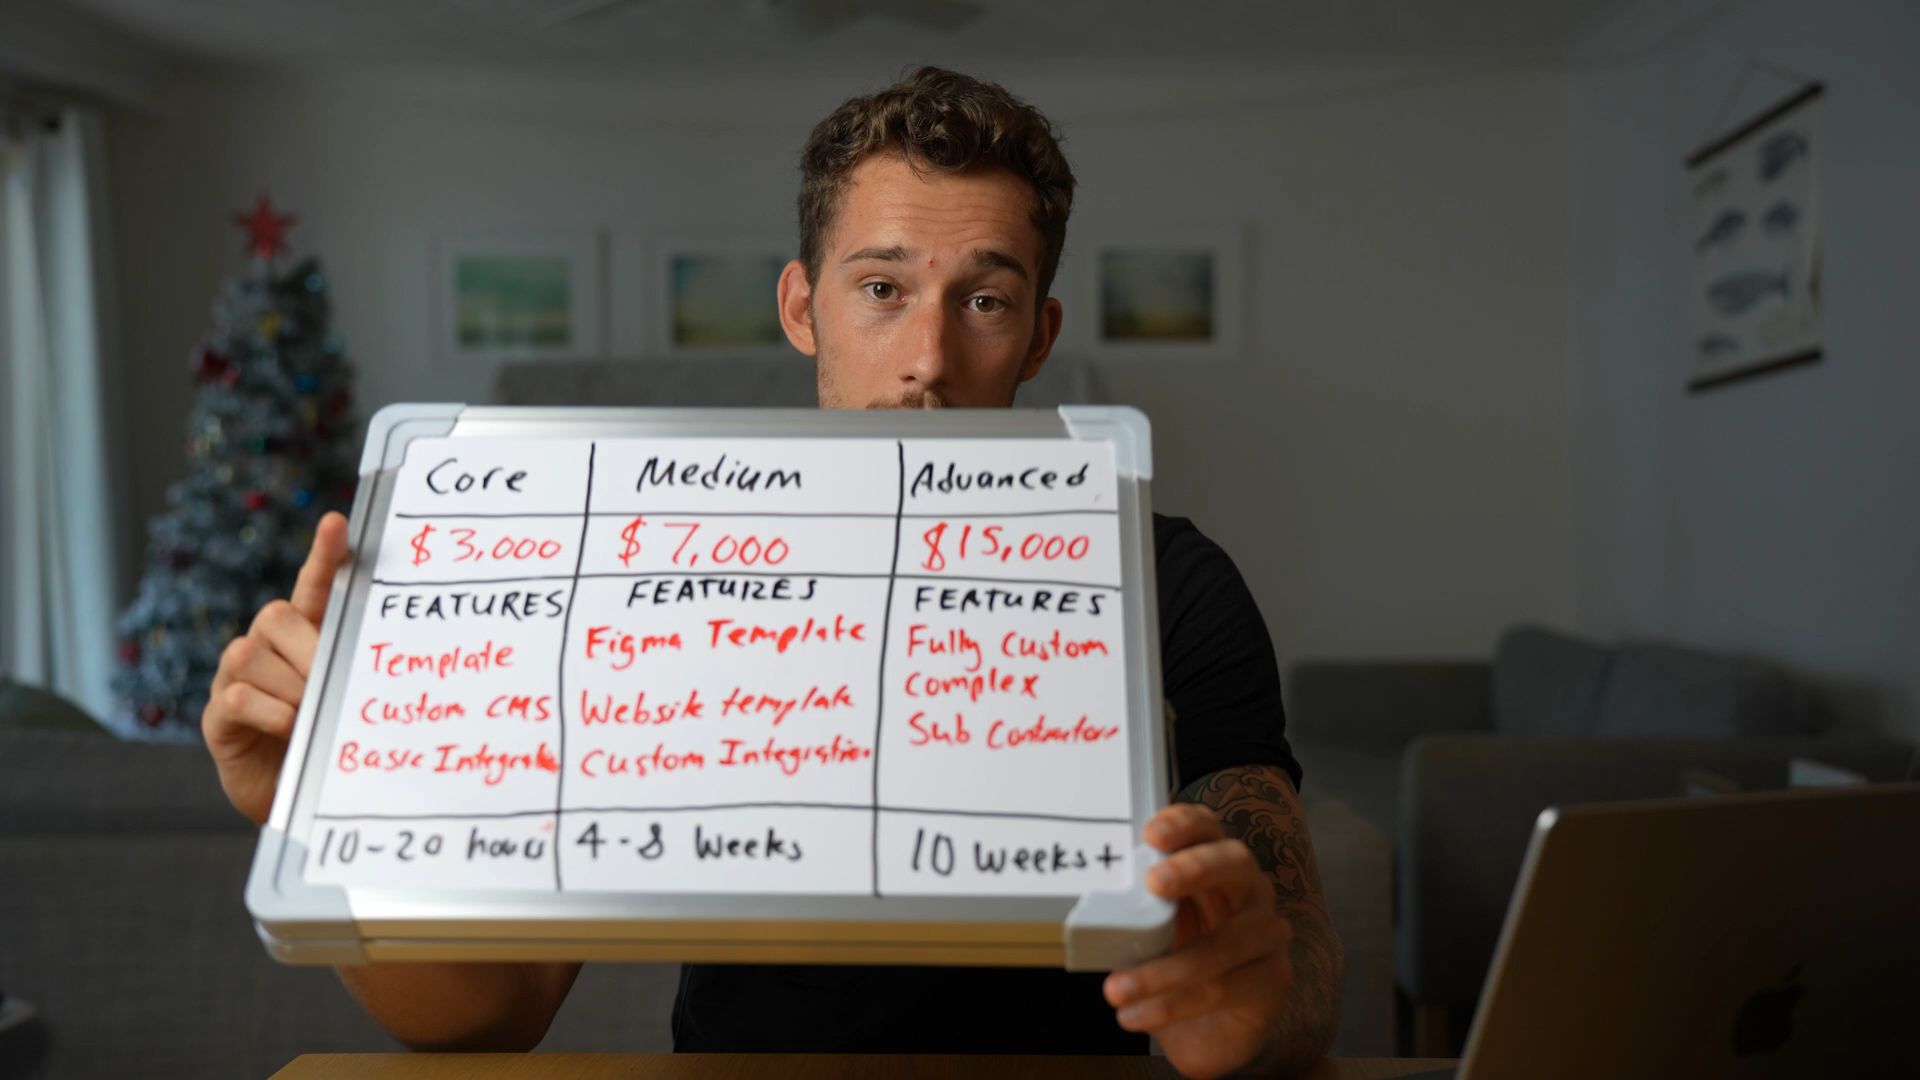 Core
Medium
Advanced
$3,000
$7,000
$15,000
FEATURES
Template
Custom CMS
Basic
FEATURES
Figma Template
Website template
Custom Integration
FEATURES
Fully Custom
Complex
Sub Contractors
10-20 hours
4-8 Weeks
10 weeks+